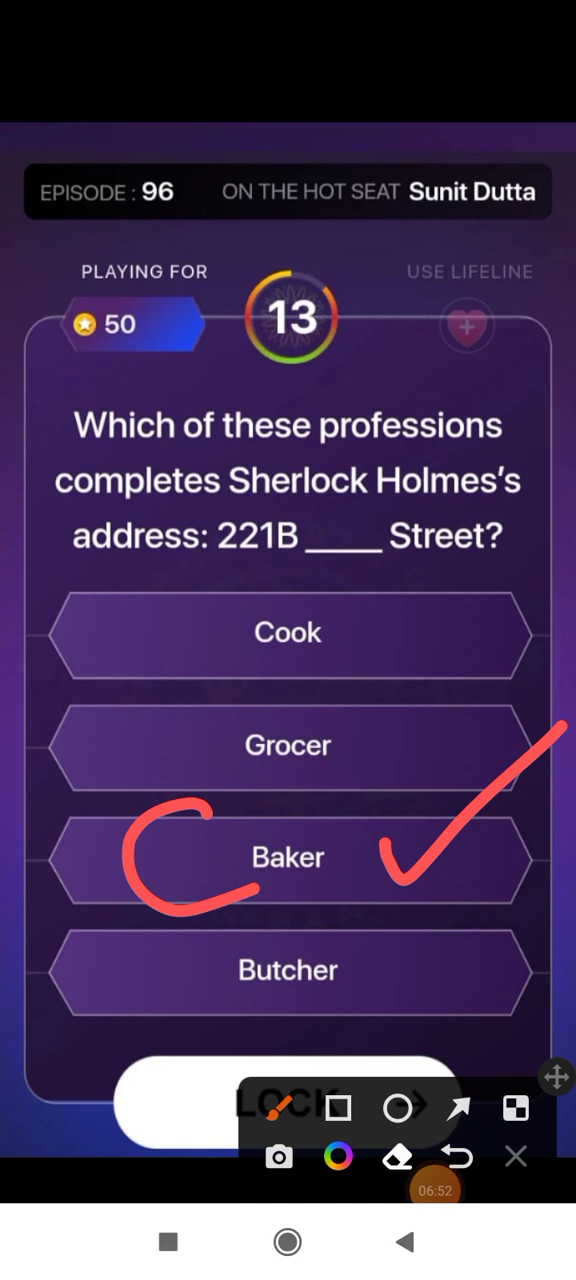 EPISODE : 96 ON THE HOT SEAT Sunit Dutta
PLAYING FOR USE LIFELINE
50 13
Which of these professions
completes Sherlock Holmes's
address: 221B ____ Street?
Cook
Grocer
C Baker
Butcher
LOCK
06:52